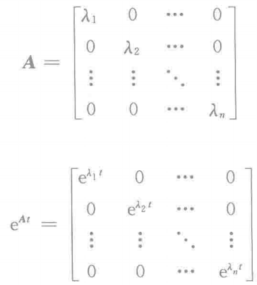 A = [ λ₁ 0 ⋯ 0
0 λ₂ ⋯ 0
⋮ ⋮ ⋱ ⋮
0 0 ⋯ λₙ ]
e^{At} = [ e^{λ₁t} 0 ⋯ 0
0 e^{λ₂t} ⋯ 0
⋮ ⋮ ⋱ ⋮
0 0 ⋯ e^{λₙt} ]